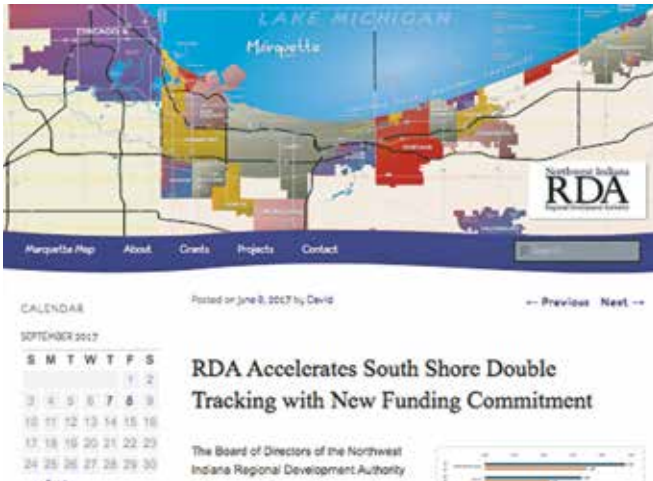 LAKE MICHIGAN
Marquette
CHICAGO
PORTAGE
Northwest Indiana
RDA
Regional Development Authority
Marquette Map About Grants Projects Contact
CALENDAR
Posted on June 9, 2017 by David
← Previous Next →
SEPTEMBER 2017
S M T W T F S
1 2
3 4 5 6 7 8 9
10 11 12 13 14 15 16
17 18 19 20 21 22 23
24 25 26 27 28 29 30
RDA Accelerates South Shore Double
Tracking with New Funding Commitment
The Board of Directors of the Northwest
Indiana Regional Development Authority